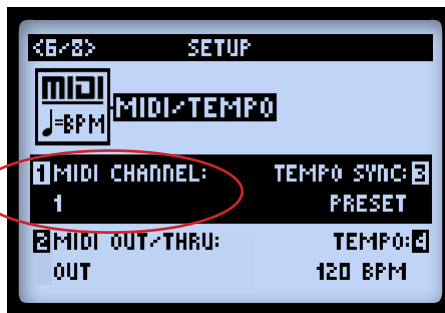 <6/8> SETUP
MIDI
♩=BPM
MIDI/TEMPO
1 MIDI CHANNEL: TEMPO SYNC: 3
1 PRESET
2 MIDI OUT/THRU: TEMPO: 4
OUT 120 BPM